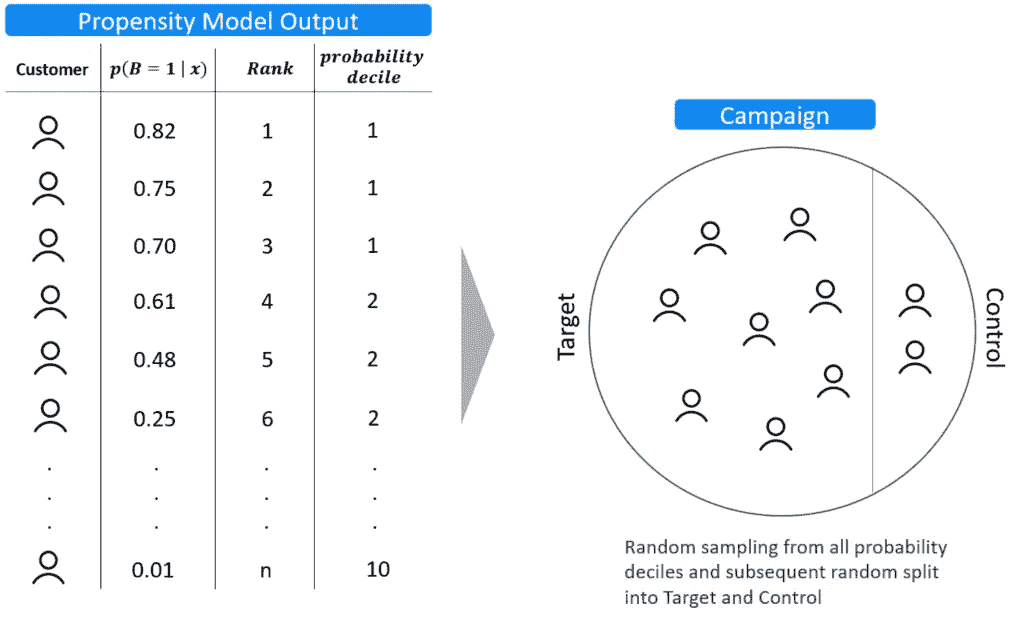 Propensity Model Output
Customer p(B = 1 | x) Rank probability decile
0.82 1 1
0.75 2 1
0.70 3 1
0.61 4 2
0.48 5 2
0.25 6 2
. . . .
. . . .
. . . .
0.01 n 10
Campaign
Target
Control
Random sampling from all probability
deciles and subsequent random split
into Target and Control